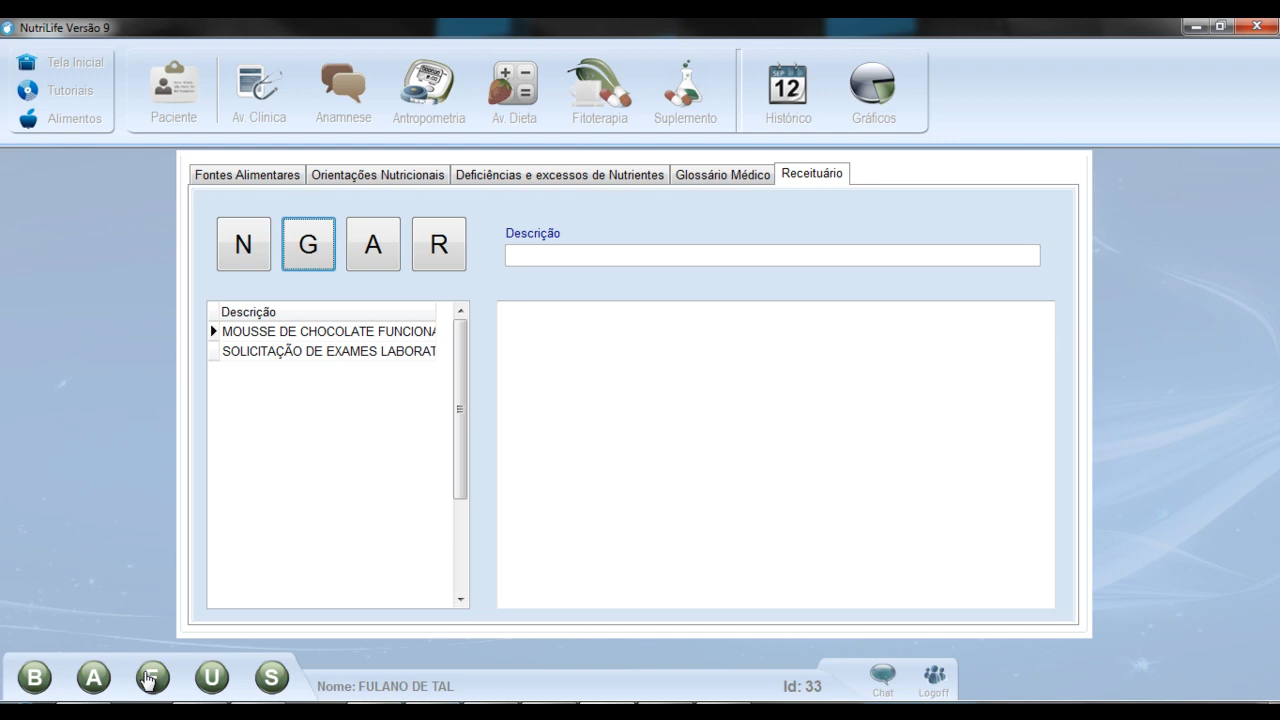 NutriLife Versão 9
Tela Inicial
Tutoriais
Alimentos
Paciente
Av. Clínica
Anamnese
Antropometria
Av. Dieta
Fitoterapia
Suplemento
SEP
12
Histórico
Gráficos
Fontes Alimentares
Orientações Nutricionais
Deficiências e excessos de Nutrientes
Glossário Médico
Receituário
N G A R
Descrição
Descrição
MOUSSE DE CHOCOLATE FUNCIONA
SOLICITAÇÃO DE EXAMES LABORAT
B A U S
Nome: FULANO DE TAL
Id: 33
Chat
Logoff